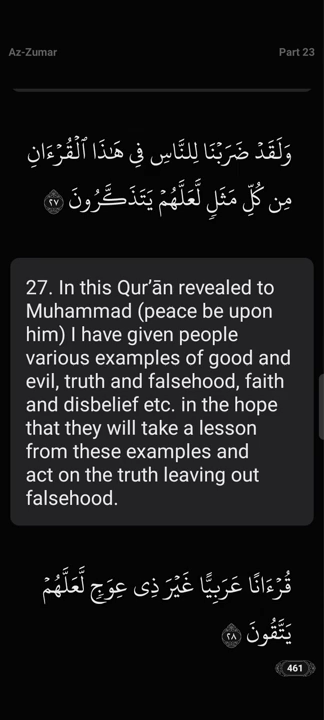 Az-Zumar
Part 23
وَلَقَدْ ضَرَبْنَا لِلنَّاسِ فِى هَٰذَا ٱلْقُرْءَانِ
مِن كُلِّ مَثَلٍ لَّعَلَّهُمْ يَتَذَكَّرُونَ ٢٧
27. In this Qur’ān revealed to
Muhammad (peace be upon
him) I have given people
various examples of good and
evil, truth and falsehood, faith
and disbelief etc. in the hope
that they will take a lesson
from these examples and
act on the truth leaving out
falsehood.
قُرْءَانًا عَرَبِيًّا غَيْرَ ذِى عِوَجٍ لَّعَلَّهُمْ
يَتَّقُونَ ٢٨
461